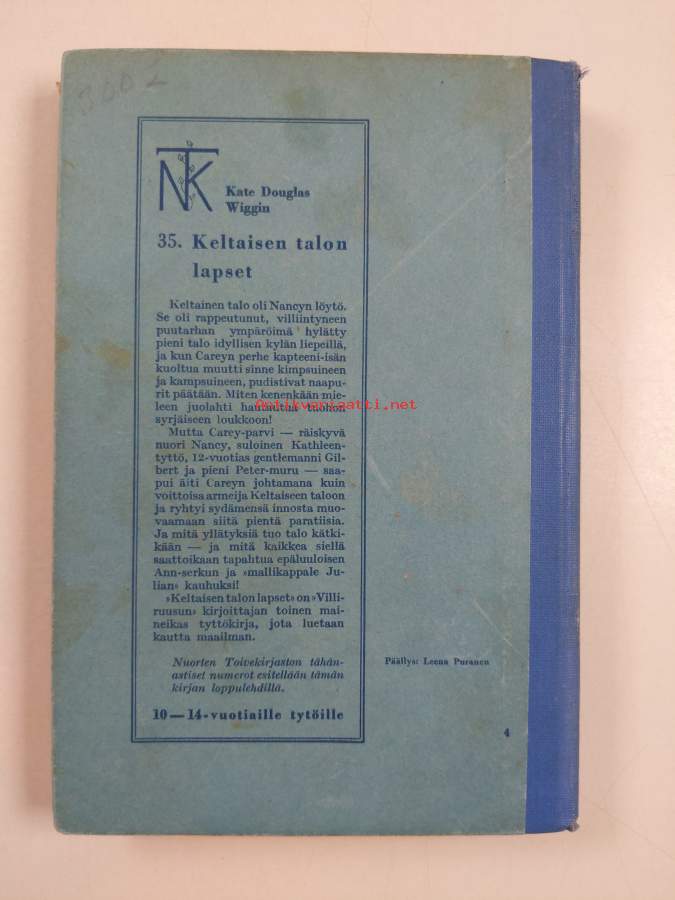 3002
NTK
Kate Douglas
Wiggin
35. Keltaisen talon
lapset
Keltainen talo oli Nancyn löytö.
Se oli rappeutunut, villiintyneen
puutarhan ympäröimä hylätty
pieni talo idyllisen kylän liepeillä,
ja kun Careyn perhe kapteeni-isän
kuoltua muutti sinne kimpsuineen
ja kampsuineen, pudistivat naapu-
rit päätään. Miten kenenkään mie-
leen juolahti hautautua tuohon
antikvariaatti.net
syrjäiseen loukkoon!
Mutta Carey-parvi — räiskyvä
nuori Nancy, suloinen Kathleen-
tyttö, 12-vuotias gentlemanni Gil-
bert ja pieni Peter-muru — saa-
pui äiti Careyn johtamana kuin
voittoisa armeija Keltaiseen taloon
ja ryhtyi sydämensä innosta muo-
vaamaan siitä pientä paratiisia.
Ja mitä yllätyksiä tuo talo kätki-
kään — ja mitä kaikkea siellä
saattoikaan tapahtua epäluuloisen
Ann-serkun ja »mallikappale Ju-
lian» kauhuksi!
»Keltaisen talon lapset» on »Villi-
ruusun» kirjoittajan toinen mai-
neikas tyttökirja, jota luetaan
kautta maailman.
Nuorten Toivekirjaston tähän-
astiset numerot esitellään tämän
kirjan loppulehdillä.
10—14-vuotiaille tytöille
Päällys: Leena Puranen
4